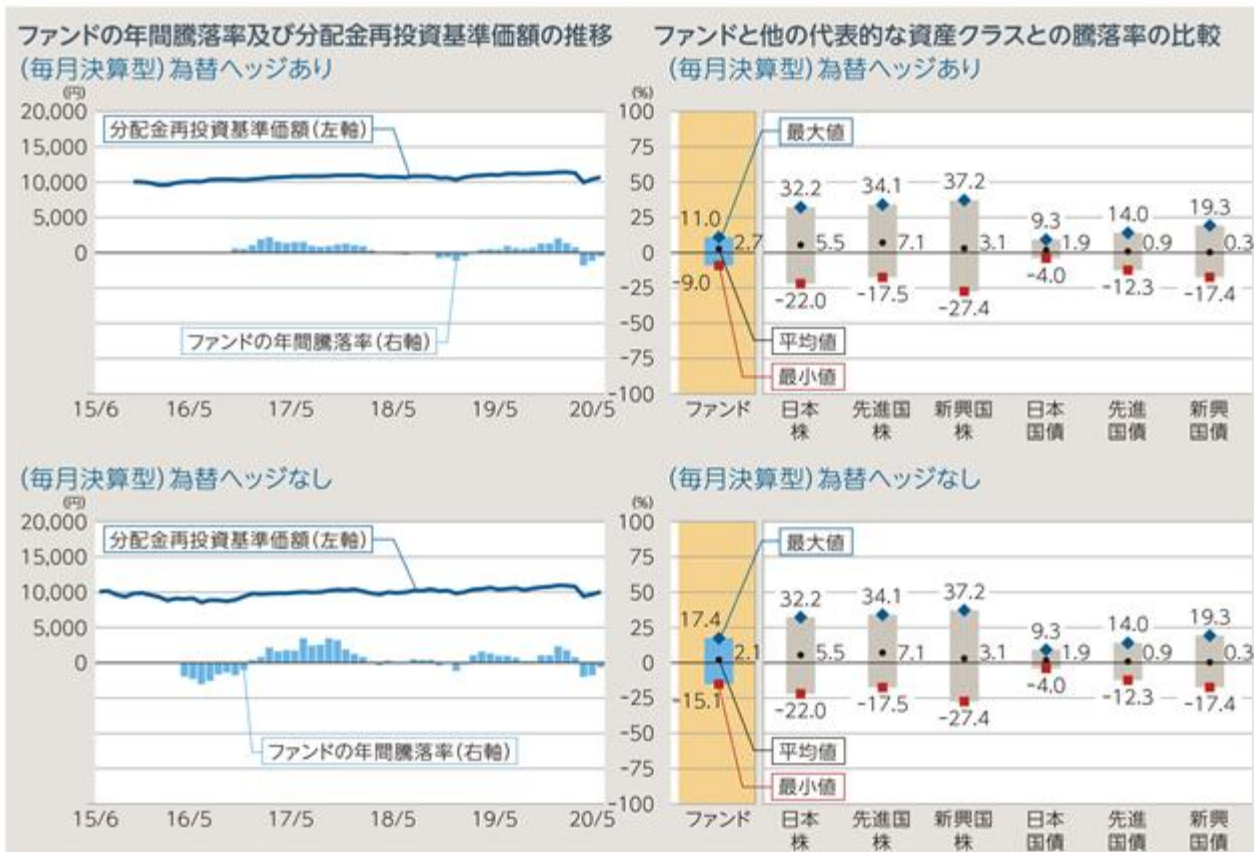 ファンドの年間騰落率及び分配金再投資基準価額の推移
(毎月決算型)為替ヘッジあり
(円)
20,000
15,000
10,000
5,000
0
分配金再投資基準価額(左軸)
ファンドの年間騰落率(右軸)
15/6 16/5 17/5 18/5 19/5 20/5
ファンドと他の代表的な資産クラスとの騰落率の比較
(毎月決算型)為替ヘッジあり
(%)
100
75
50
25
0
-25
-50
-75
-100
最大値
平均値
最小値
11.0 32.2 34.1 37.2 9.3 14.0 19.3
2.7 5.5 7.1 3.1 1.9 0.9 0.3
-9.0 -22.0 -17.5 -27.4 -4.0 -12.3 -17.4
ファンド 日本 先進国 新興国 日本 先進 新興
株 株 株 国債 国債 国債
(毎月決算型)為替ヘッジなし
(円)
20,000
15,000
10,000
5,000
0
分配金再投資基準価額(左軸)
ファンドの年間騰落率(右軸)
15/6 16/5 17/5 18/5 19/5 20/5
(毎月決算型)為替ヘッジなし
(%)
100
75
50
25
0
-25
-50
-75
-100
最大値
平均値
最小値
17.4 32.2 34.1 37.2 9.3 14.0 19.3
2.1 5.5 7.1 3.1 1.9 0.9 0.3
-15.1 -22.0 -17.5 -27.4 -4.0 -12.3 -17.4
ファンド 日本 先進国 新興国 日本 先進 新興
株 株 株 国債 国債 国債